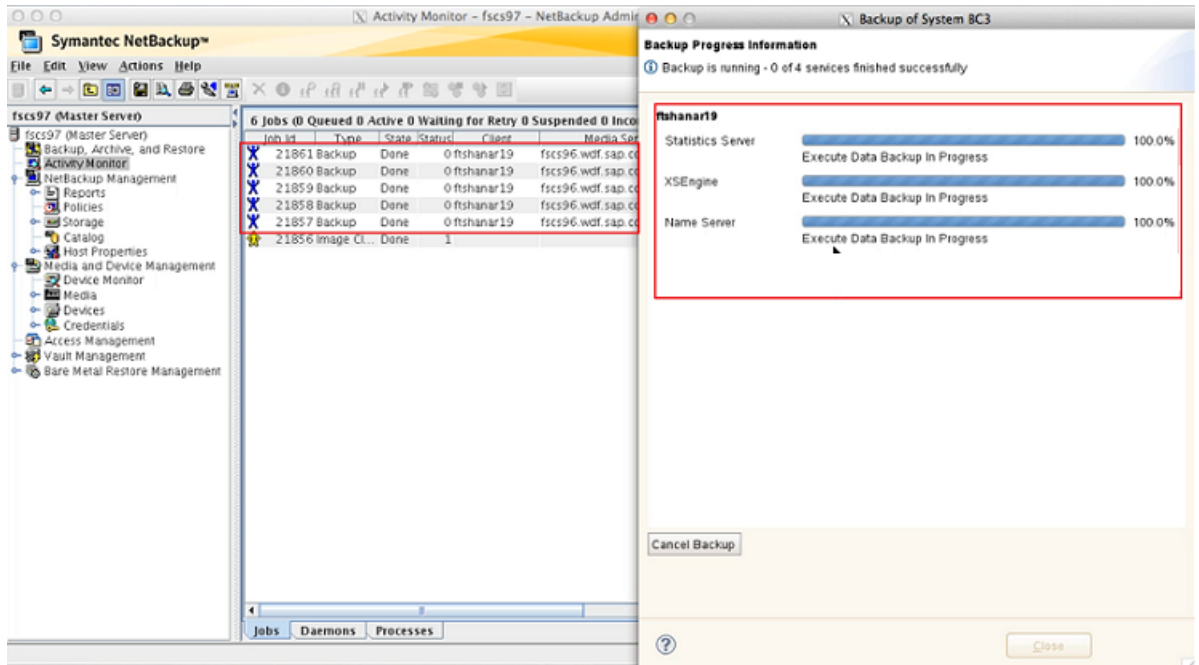 Activity Monitor - fscs97 - NetBackup Admin
Symantec NetBackup™
File Edit View Actions Help
fscs97 (Master Server)
fscs97 (Master Server)
Backup, Archive, and Restore
Activity Monitor
NetBackup Management
Reports
Policies
Storage
Catalog
Host Properties
Media and Device Management
Device Monitor
Media
Devices
Credentials
Access Management
Vault Management
Bare Metal Restore Management
6 Jobs (0 Queued 0 Active 0 Waiting for Retry 0 Suspended 0 Inco
Job Id Type State Status Client Media Ser
21861 Backup Done 0 ftshanar19 fscs96.wdf.sap.co
21860 Backup Done 0 ftshanar19 fscs96.wdf.sap.co
21859 Backup Done 0 ftshanar19 fscs96.wdf.sap.co
21858 Backup Done 0 ftshanar19 fscs96.wdf.sap.co
21857 Backup Done 0 ftshanar19 fscs96.wdf.sap.co
21856 Image Cl... Done 1
Jobs Daemons Processes
Backup of System BC3
Backup Progress Information
Backup is running - 0 of 4 services finished successfully
ftshanar19
Statistics Server 100.0%
Execute Data Backup In Progress
XSEngine 100.0%
Execute Data Backup In Progress
Name Server 100.0%
Execute Data Backup In Progress
Cancel Backup
Close